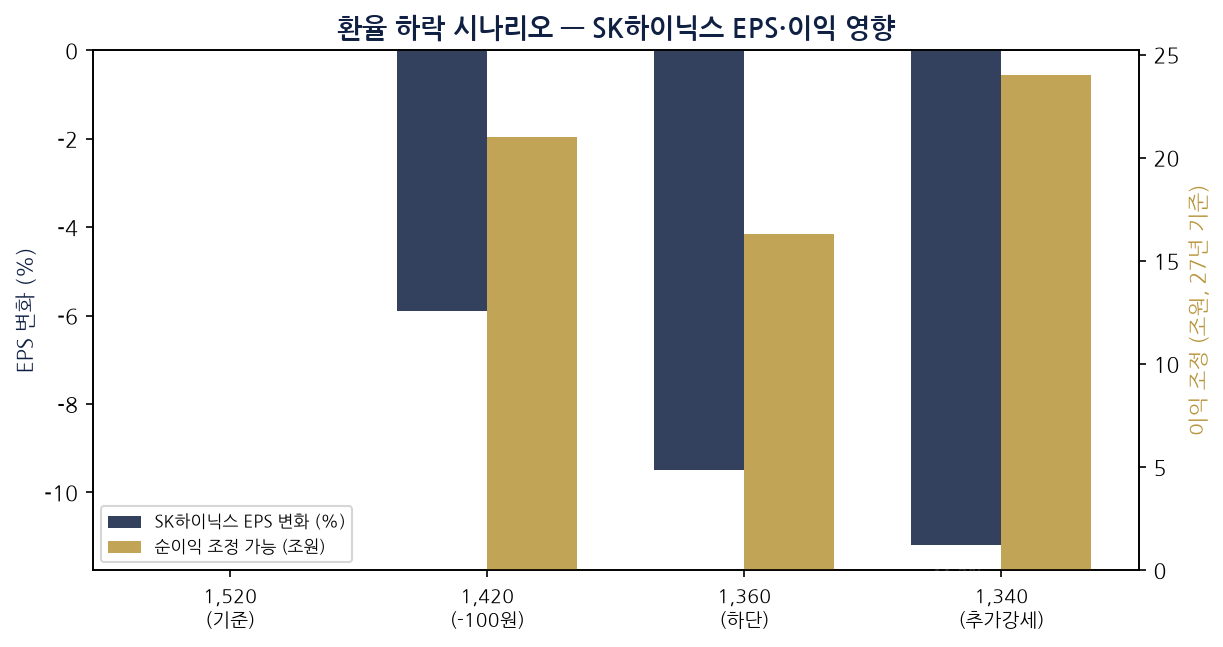 환율 하락 시나리오 — SK하이닉스 EPS·이익 영향
EPS 변화 (%)
0
-2
-4
-6
-8
-10
25
20
15
10
5
0
이익 조정 (조원, 27년 기준)
SK하이닉스 EPS 변화 (%)
순이익 조정 가능 (조원)
1,520
(기준)
1,420
(-100원)
1,360
(하단)
1,340
(추가강세)